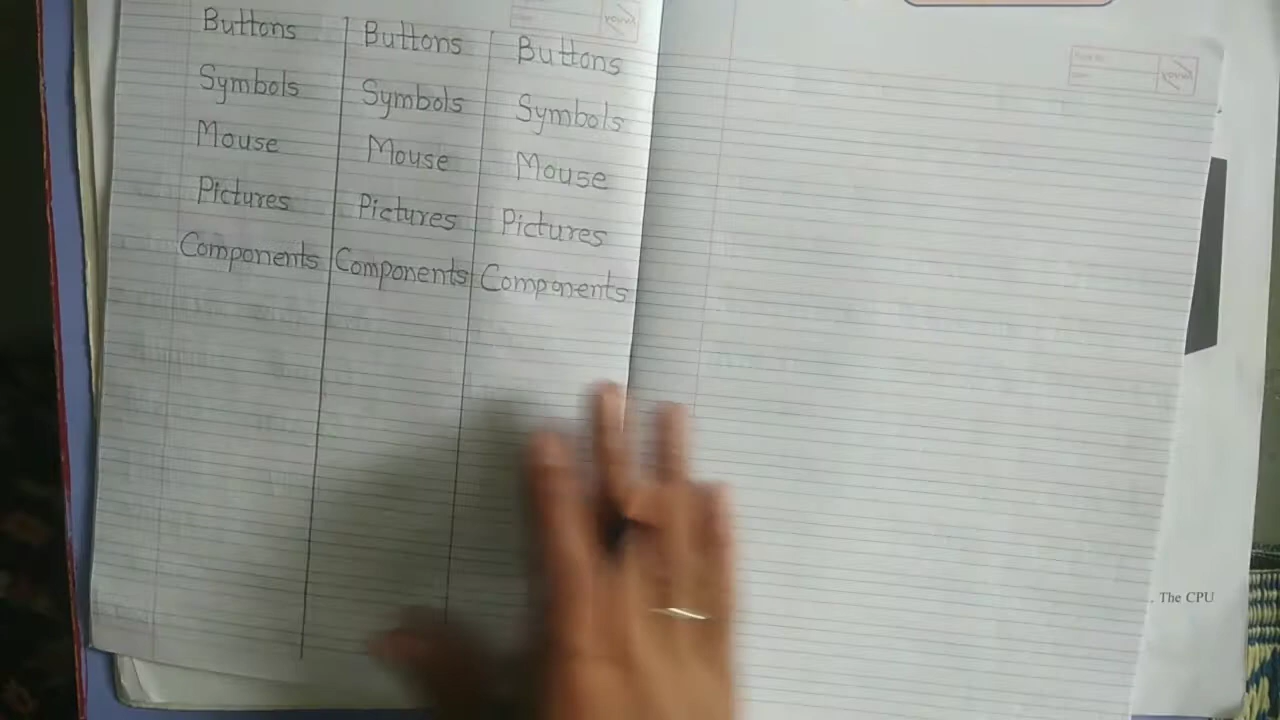 Buttons Buttons Buttons
Symbols Symbols Symbols
Mouse Mouse Mouse
Pictures Pictures Pictures
Components Components Components
. The CPU